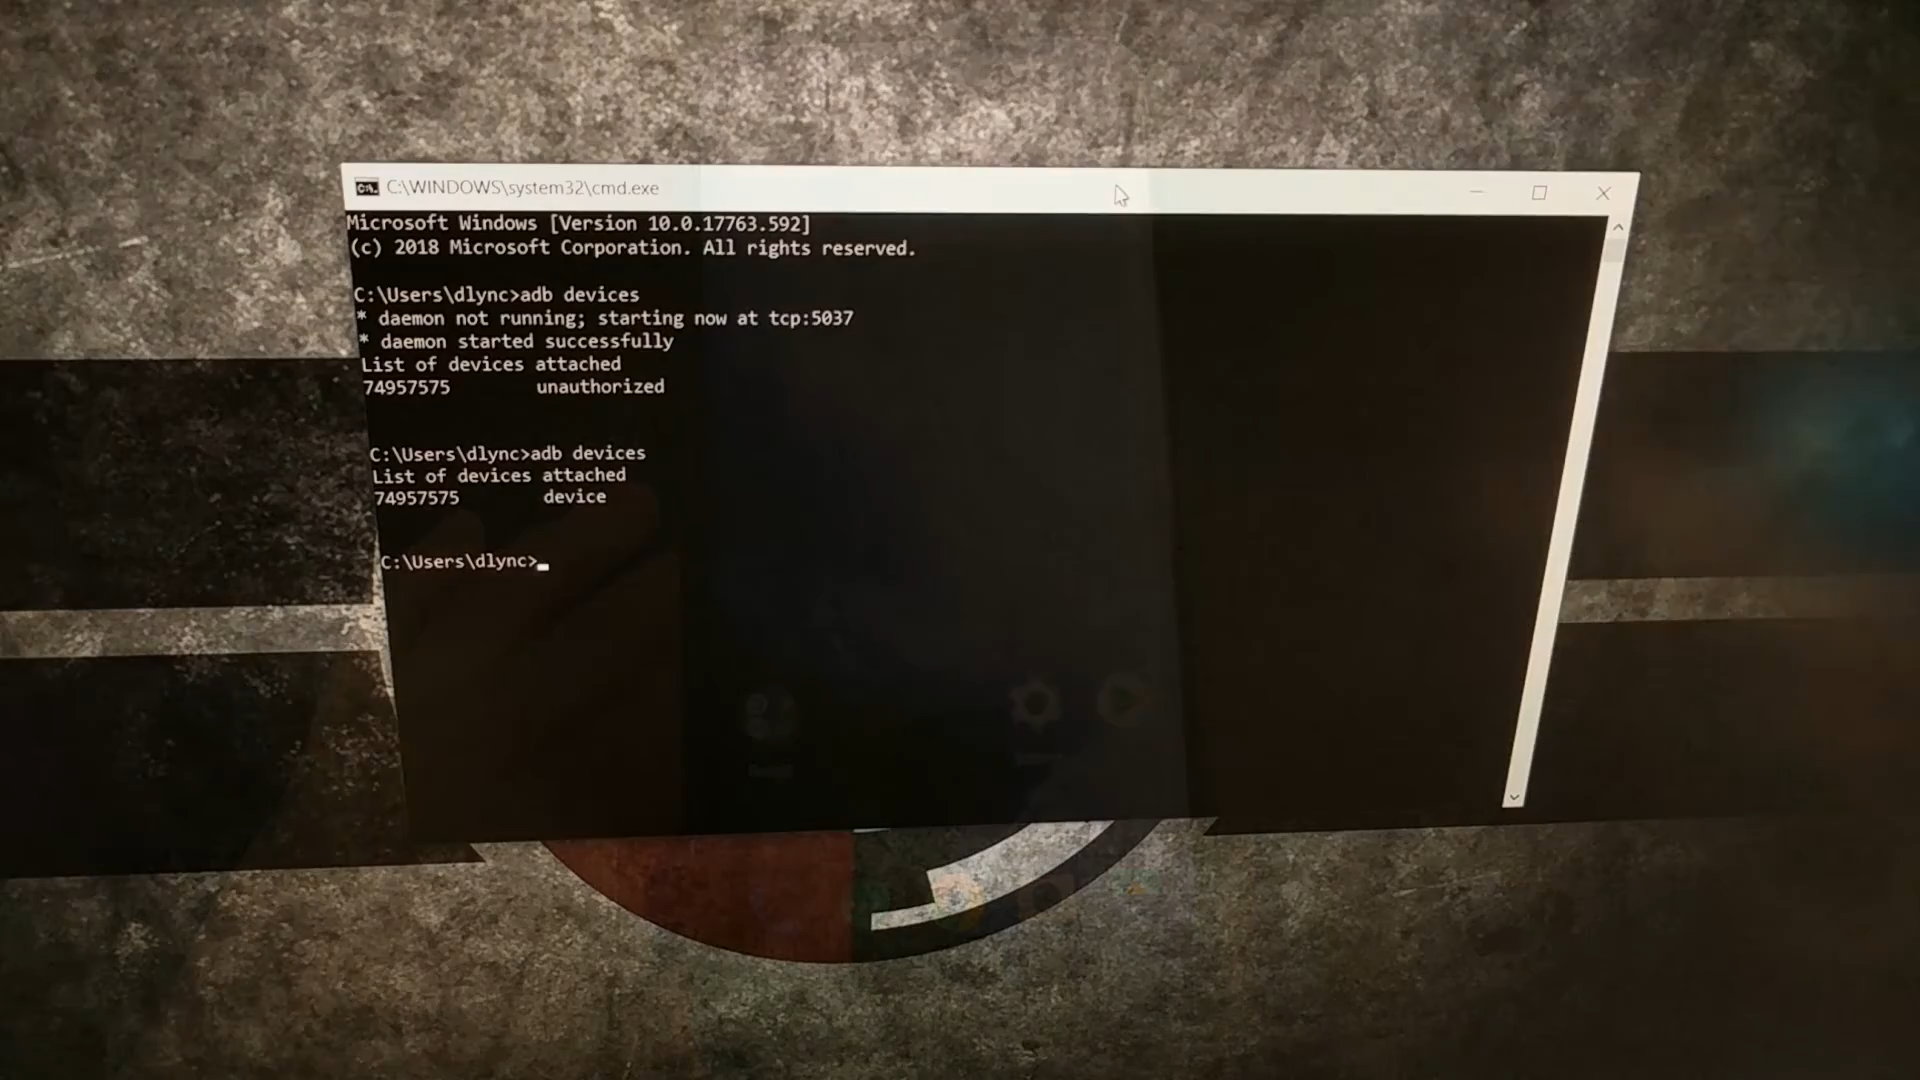 C:\WINDOWS\system32\cmd.exe
Microsoft Windows [Version 10.0.17763.592]
(c) 2018 Microsoft Corporation. All rights reserved.
C:\Users\dlync>adb devices
* daemon not running; starting now at tcp:5037
* daemon started successfully
List of devices attached
74957575 unauthorized
C:\Users\dlync>adb devices
List of devices attached
74957575 device
C:\Users\dlync>